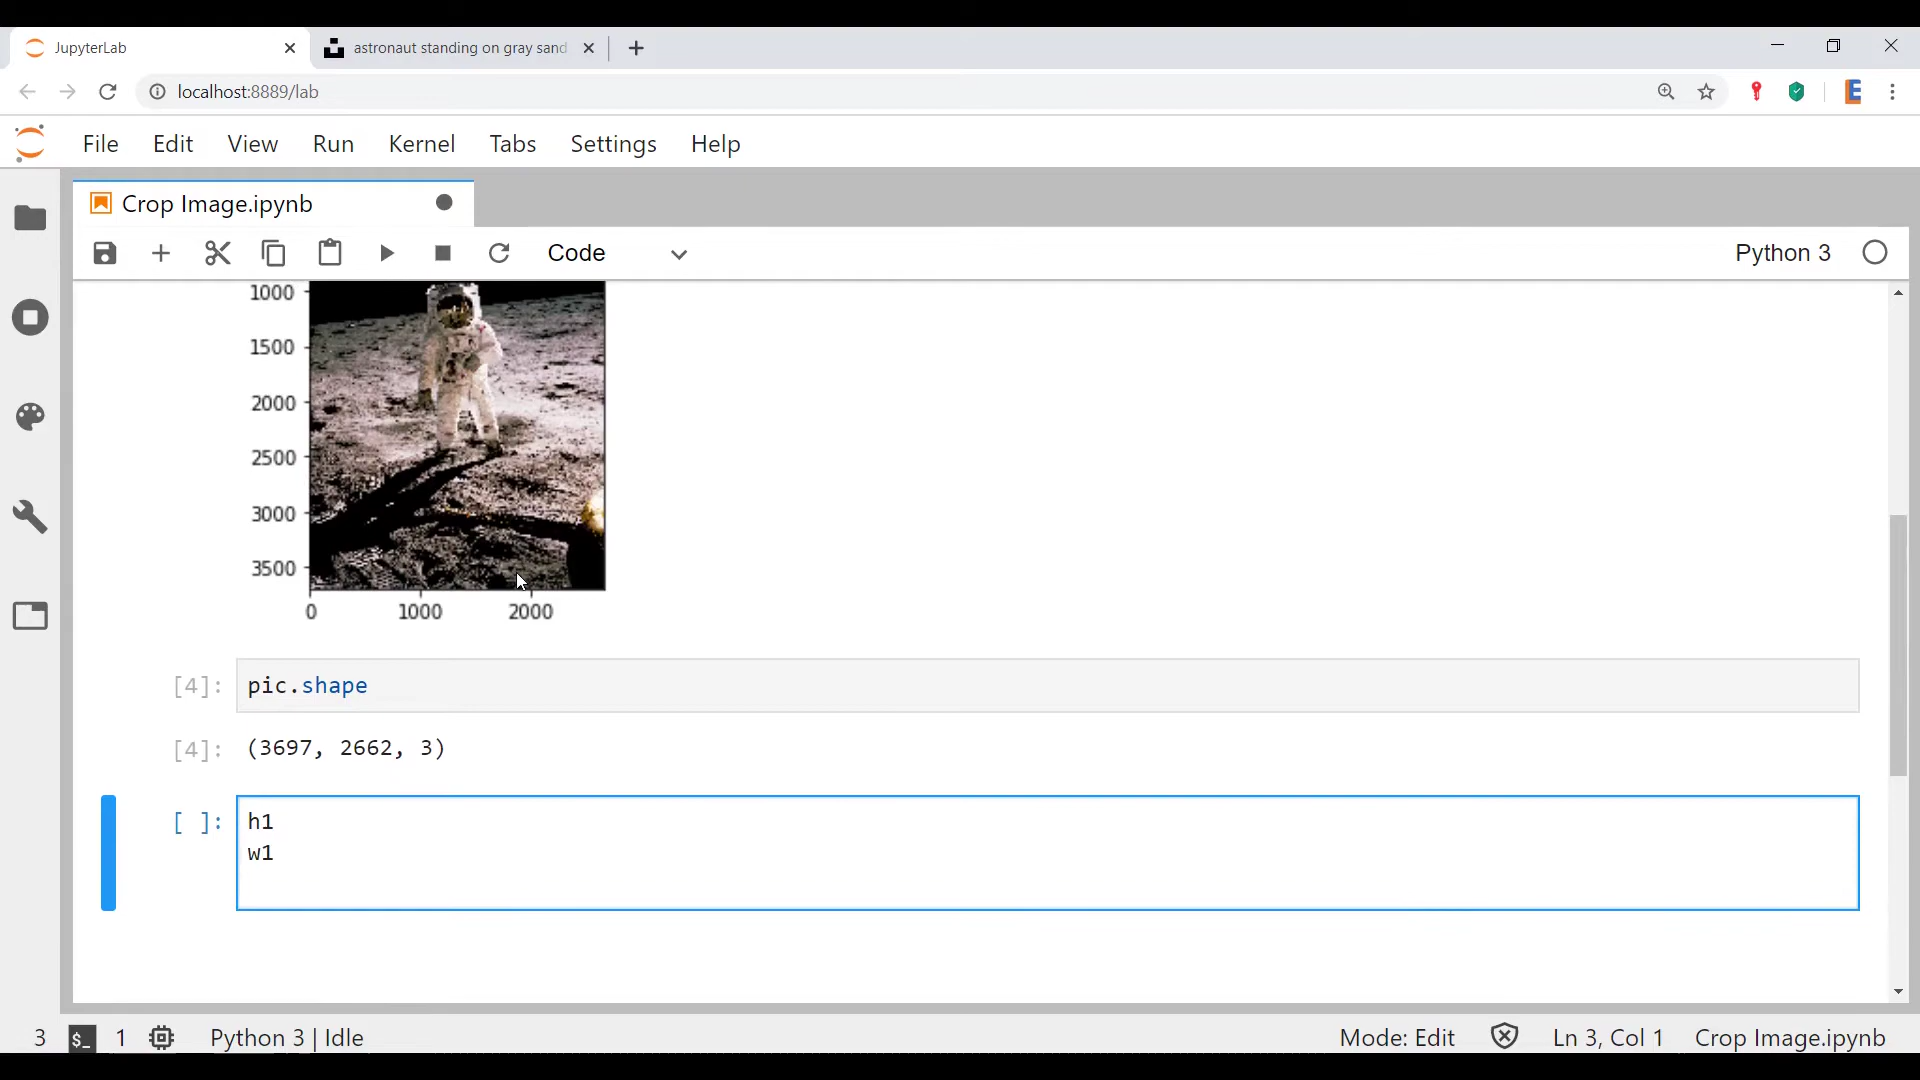 JupyterLab
astronaut standing on gray sand
localhost:8889/lab
File Edit View Run Kernel Tabs Settings Help
Crop Image.ipynb
Code
Python 3
1000
1500
2000
2500
3000
3500
0 1000 2000
[4]: pic.shape
[4]: (3697, 2662, 3)
[ ]: h1
w1
3 $_ 1 Python 3 | Idle Mode: Edit Ln 3, Col 1 Crop Image.ipynb